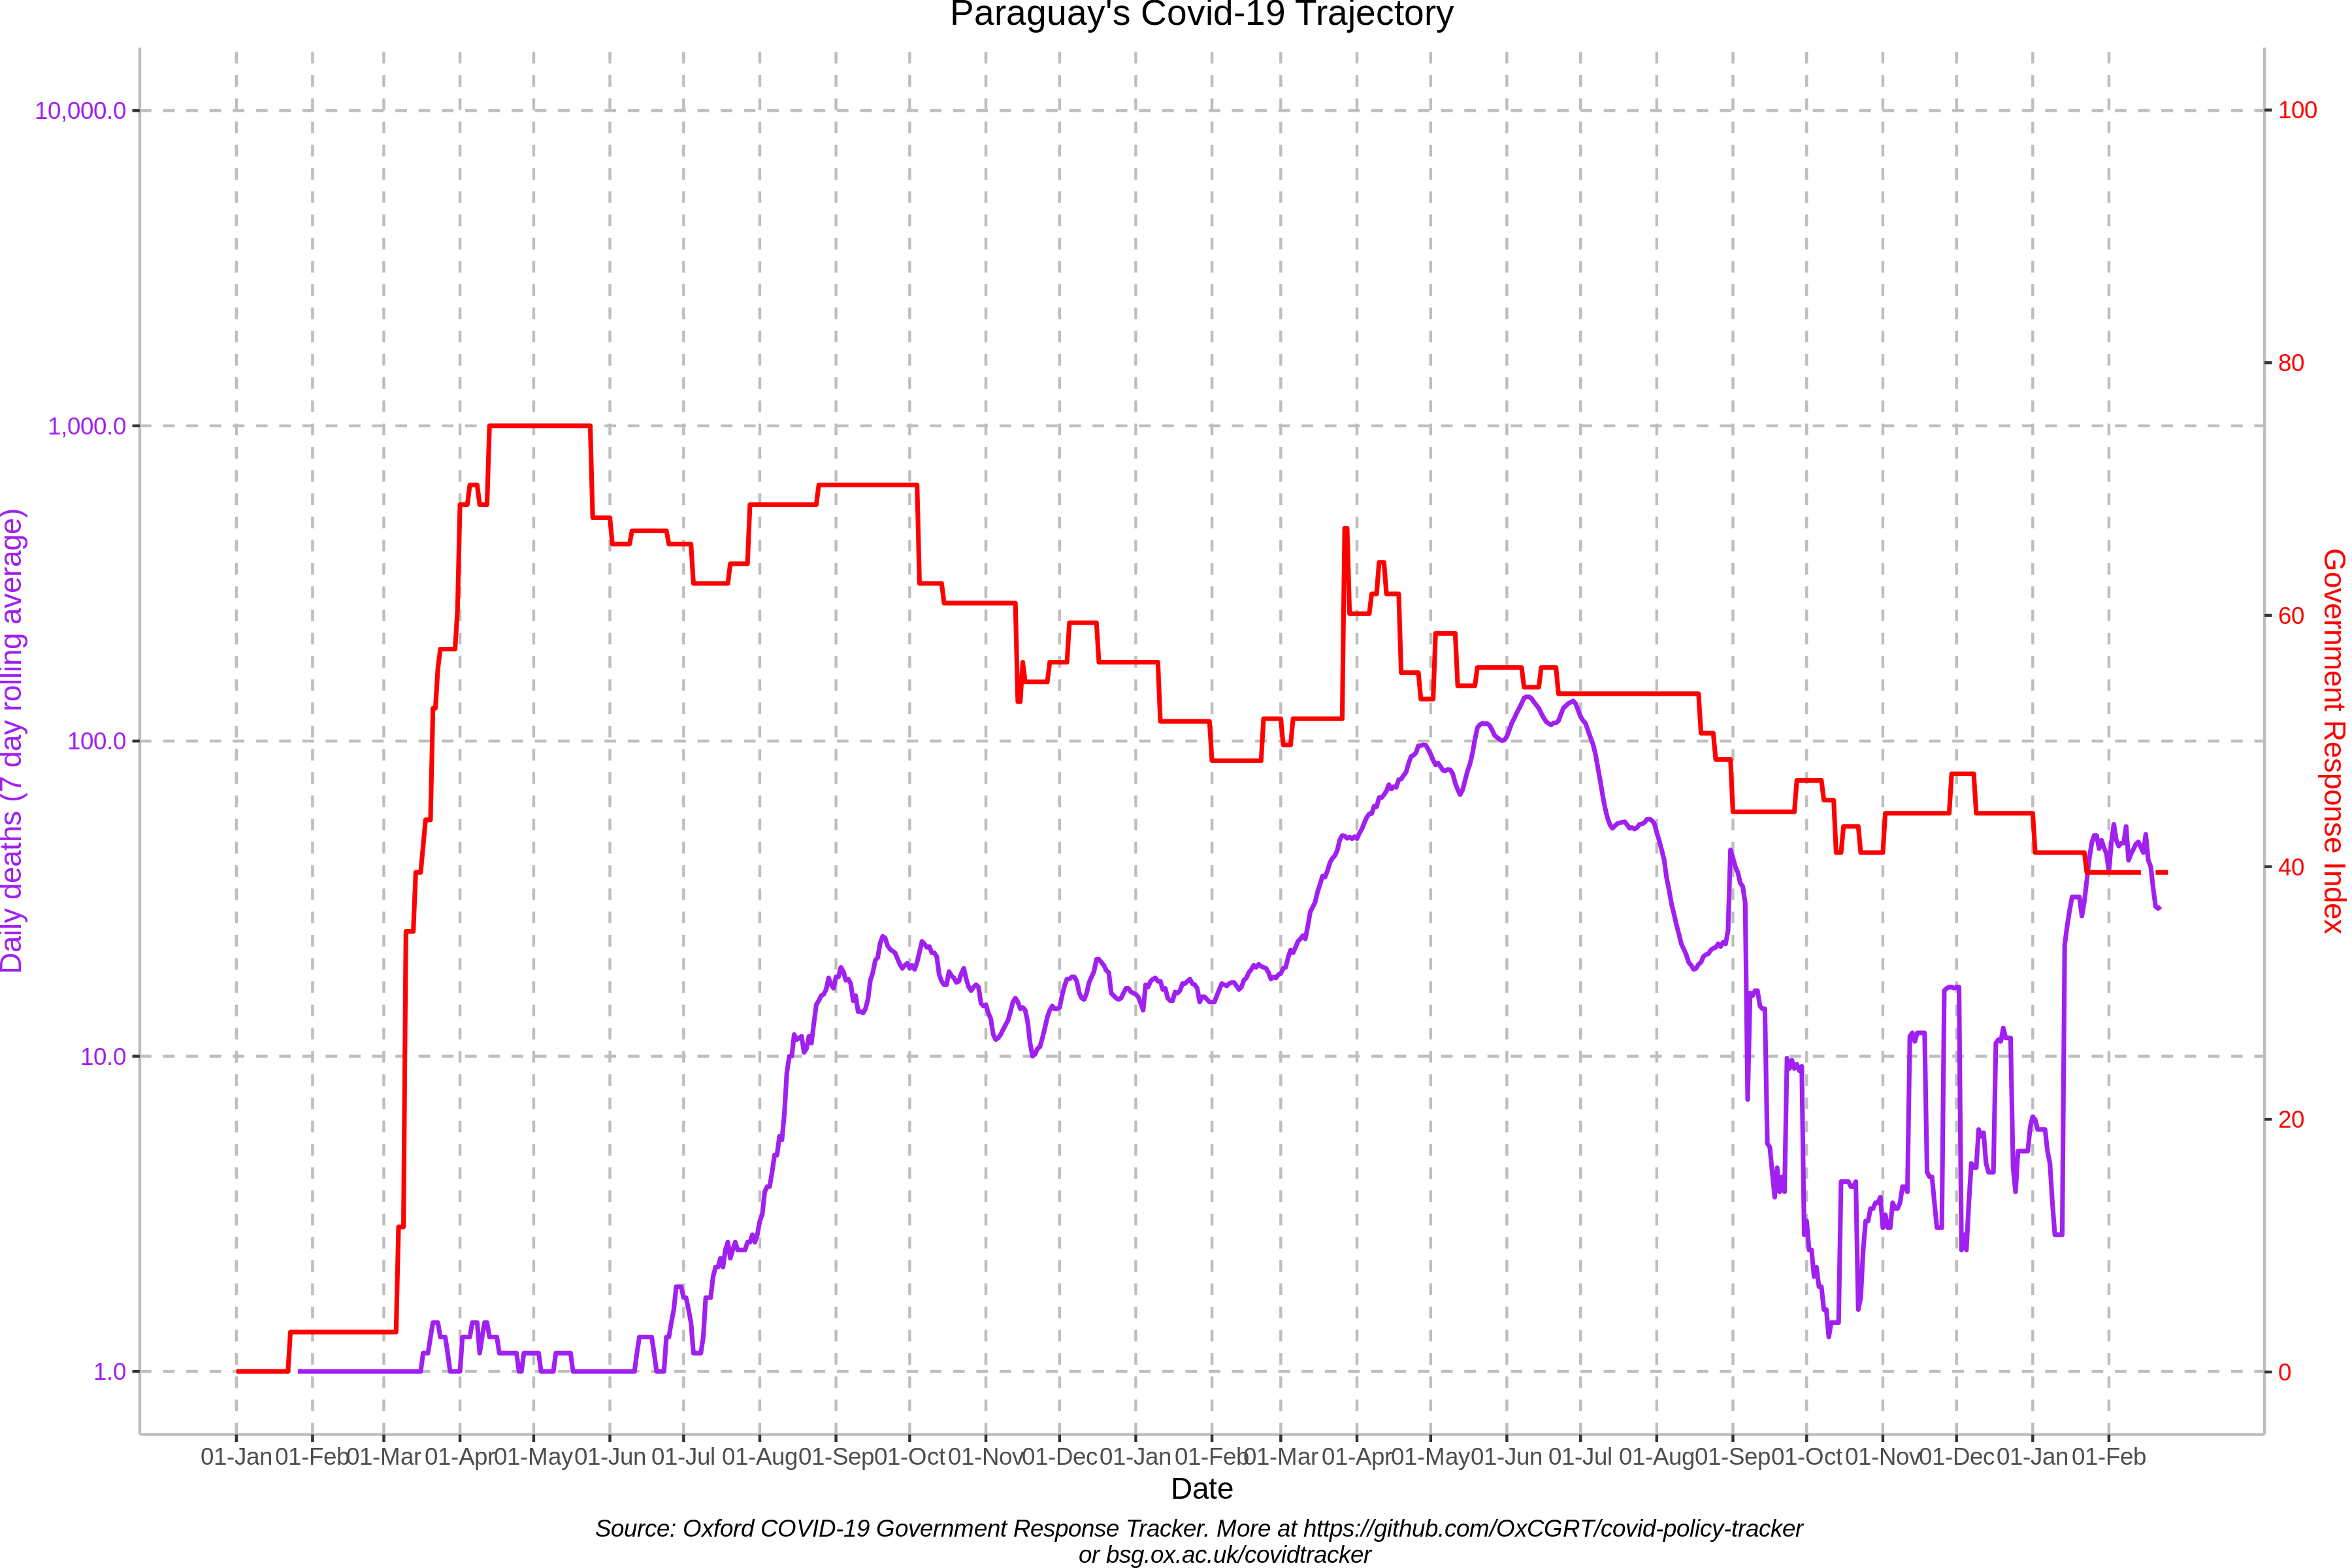 Paraguay's Covid-19 Trajectory
10,000.0
1,000.0
100.0
10.0
1.0
Daily deaths (7 day rolling average)
100
80
60
40
20
0
Government Response Index
01-Jan 01-Feb 01-Mar 01-Apr 01-May 01-Jun 01-Jul 01-Aug 01-Sep 01-Oct 01-Nov 01-Dec 01-Jan 01-Feb 01-Mar 01-Apr 01-May 01-Jun 01-Jul 01-Aug 01-Sep 01-Oct 01-Nov 01-Dec 01-Jan 01-Feb
Date
Source: Oxford COVID-19 Government Response Tracker. More at https://github.com/OxCGRT/covid-policy-tracker
or bsg.ox.ac.uk/covidtracker